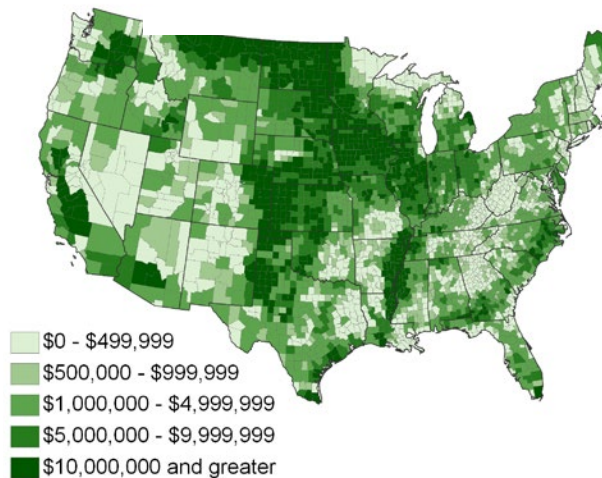 $0 - $499,999
$500,000 - $999,999
$1,000,000 - $4,999,999
$5,000,000 - $9,999,999
$10,000,000 and greater